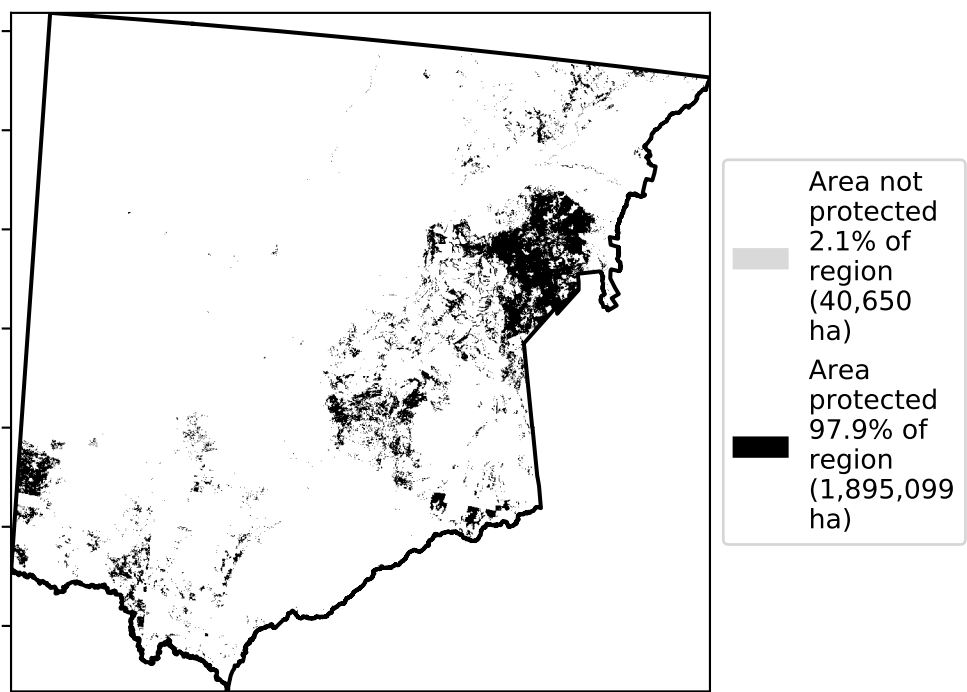 Area not
protected
2.1% of
region
(40,650
ha)
Area
protected
97.9% of
region
(1,895,099
ha)